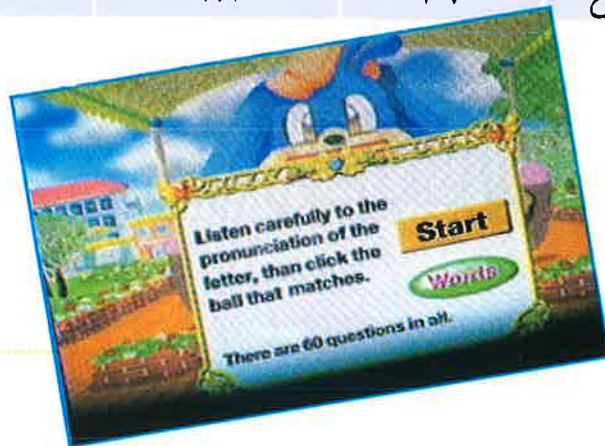 Listen carefully to the
pronunciation of the
letter, than click the
ball that matches.
There are 60 questions in all.
Start
Words